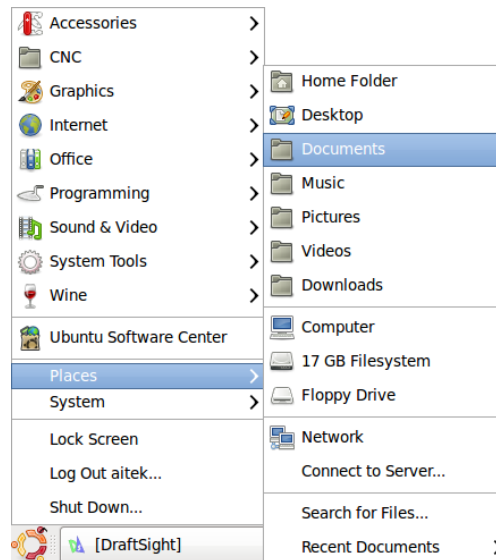 Accessories
CNC
Graphics
Internet
Office
Programming
Sound & Video
System Tools
Wine
Ubuntu Software Center
Places
System
Lock Screen
Log Out aitek...
Shut Down...
[DraftSight]
Home Folder
Desktop
Documents
Music
Pictures
Videos
Downloads
Computer
17 GB Filesystem
Floppy Drive
Network
Connect to Server...
Search for Files...
Recent Documents